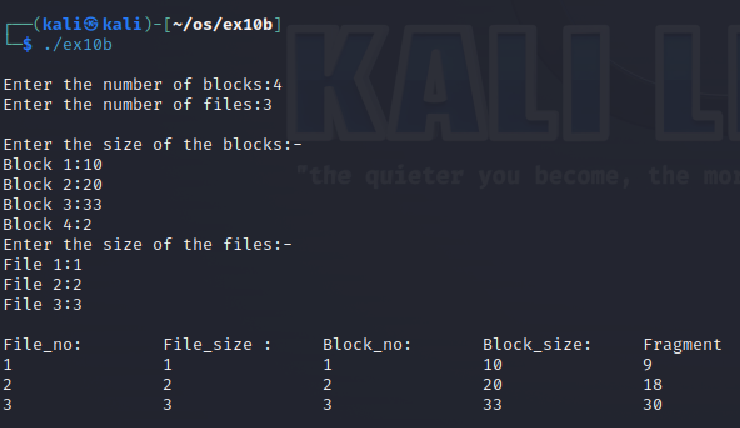 ┌──(kali㉿kali)-[~/os/ex10b]
└─$ ./ex10b
KALI L
"the quieter you become, the mor
Enter the number of blocks:4
Enter the number of files:3
Enter the size of the blocks:-
Block 1:10
Block 2:20
Block 3:33
Block 4:2
Enter the size of the files:-
File 1:1
File 2:2
File 3:3
File_no: File_size : Block_no: Block_size: Fragment
1 1 1 10 9
2 2 2 20 18
3 3 3 33 30